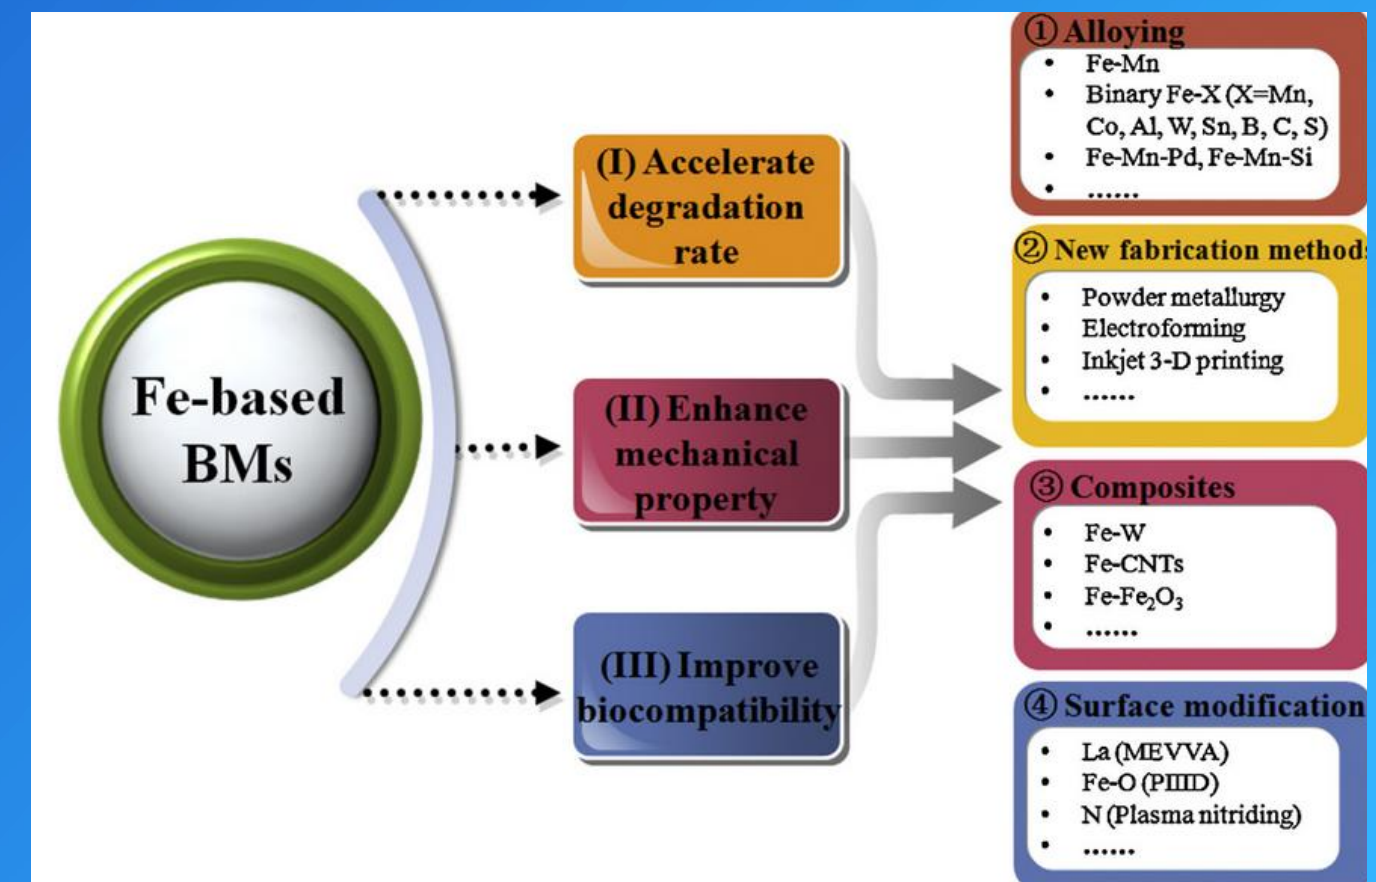 Fe-based
BMs
(I) Accelerate
degradation
rate
(II) Enhance
mechanical
property
(III) Improve
biocompatibility
① Alloying
• Fe-Mn
• Binary Fe-X (X=Mn,
Co, Al, W, Sn, B, C, S)
• Fe-Mn-Pd, Fe-Mn-Si
• ......
② New fabrication methods
• Powder metallurgy
• Electroforming
• Inkjet 3-D printing
• ......
③ Composites
• Fe-W
• Fe-CNTs
• Fe-Fe₂O₃
• ......
④ Surface modification
• La (MEVVA)
• Fe-O (PIIID)
• N (Plasma nitriding)
• ......